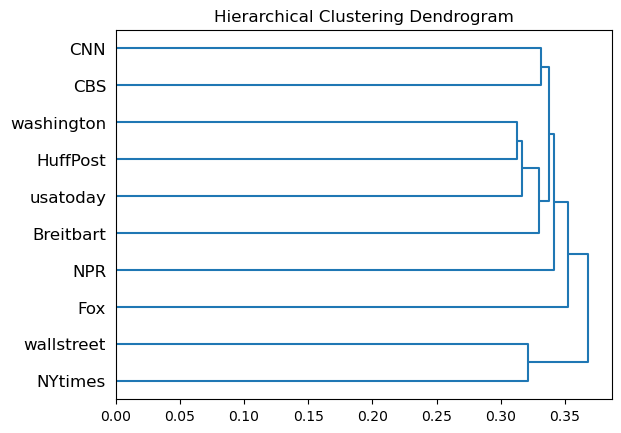 Hierarchical Clustering Dendrogram
CNN
CBS
washington
HuffPost
usatoday
Breitbart
NPR
Fox
wallstreet
NYtimes
0.00 0.05 0.10 0.15 0.20 0.25 0.30 0.35